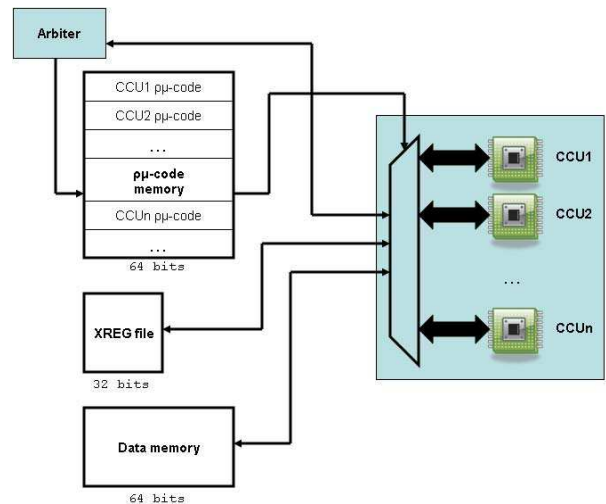 Arbiter
CCU1 ρμ-code
CCU2 ρμ-code
...
ρμ-code
memory
CCUn ρμ-code
...
64 bits
XREG file
32 bits
Data memory
64 bits
CCU1
CCU2
...
CCUn